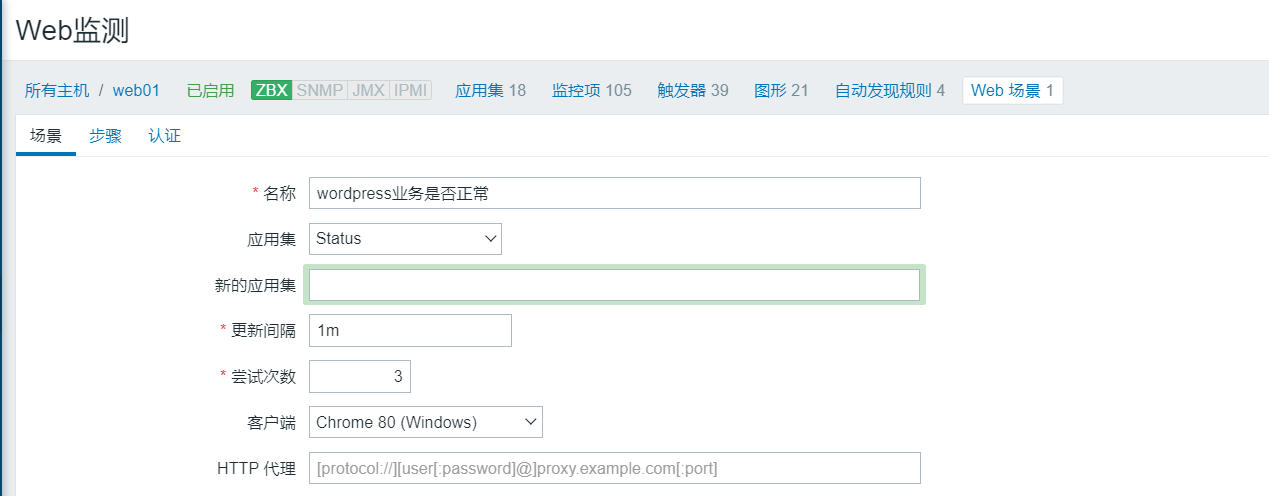 Web监测
所有主机 / web01 已启用 ZBX SNMP JMX IPMI 应用集 18 监控项 105 触发器 39 图形 21 自动发现规则 4 Web 场景 1
场景 步骤 认证
* 名称 wordpress业务是否正常
应用集 Status
新的应用集
* 更新间隔 1m
* 尝试次数 3
客户端 Chrome 80 (Windows)
HTTP 代理 [protocol://][user[:password]@]proxy.example.com[:port]